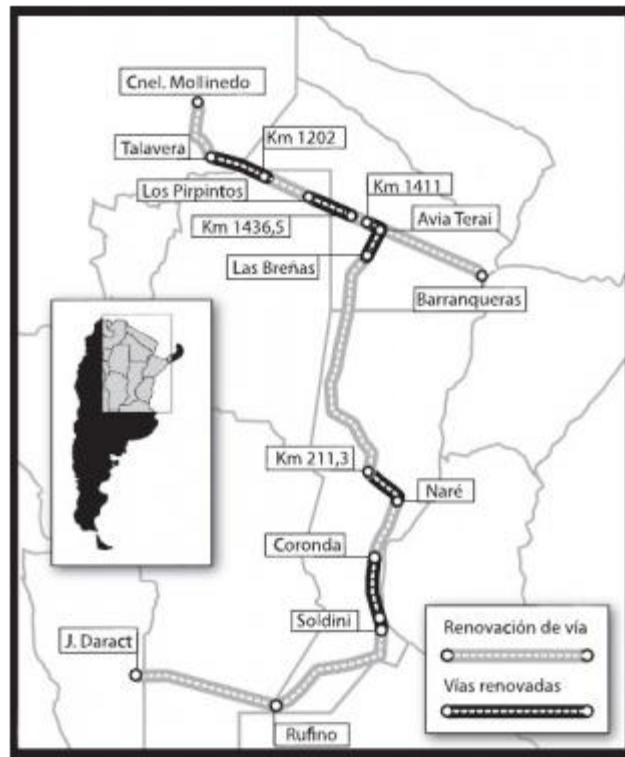 Cnel. Mollinedo
Km 1202
Talavera
Km 1411
Los Pirpintos
Avia Terai
Km 1436,5
Las Breñas
Barranqueras
Km 211,3
Naré
Coronda
Soldini
J. Daract
Rufino
Renovación de vía
Vías renovadas